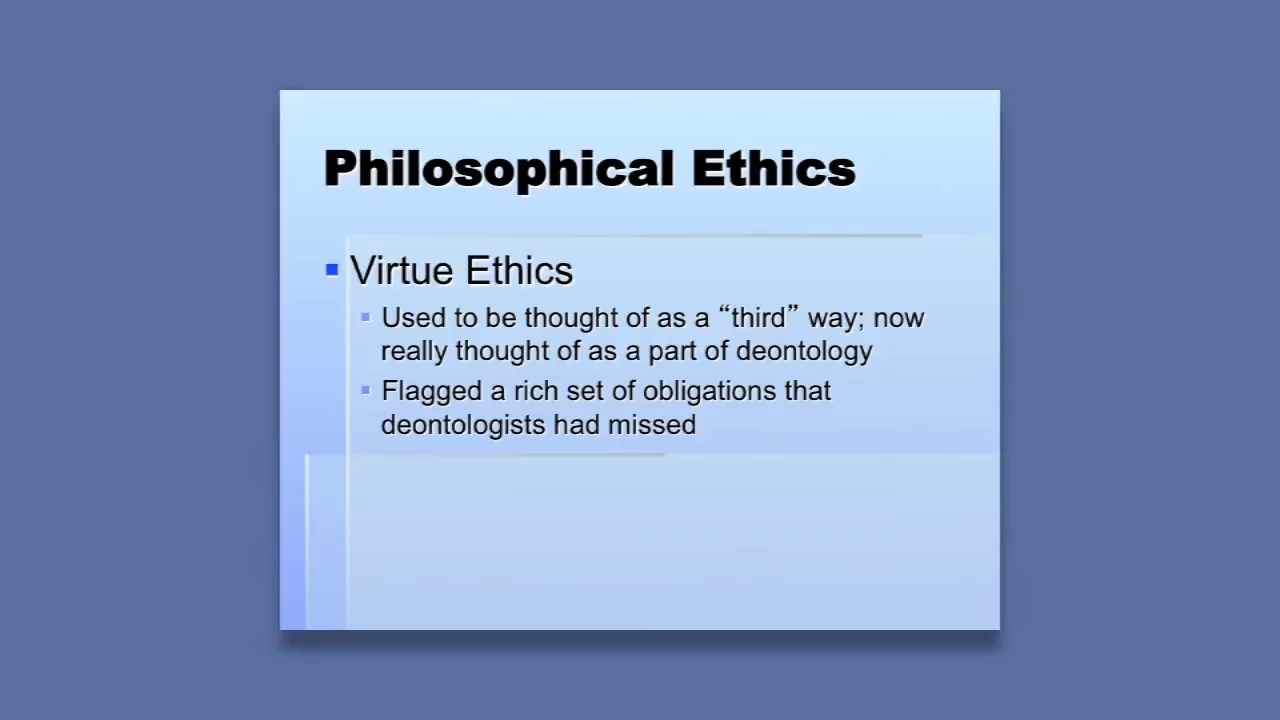 Philosophical Ethics
Virtue Ethics
Used to be thought of as a “third” way; now
really thought of as a part of deontology
Flagged a rich set of obligations that
deontologists had missed